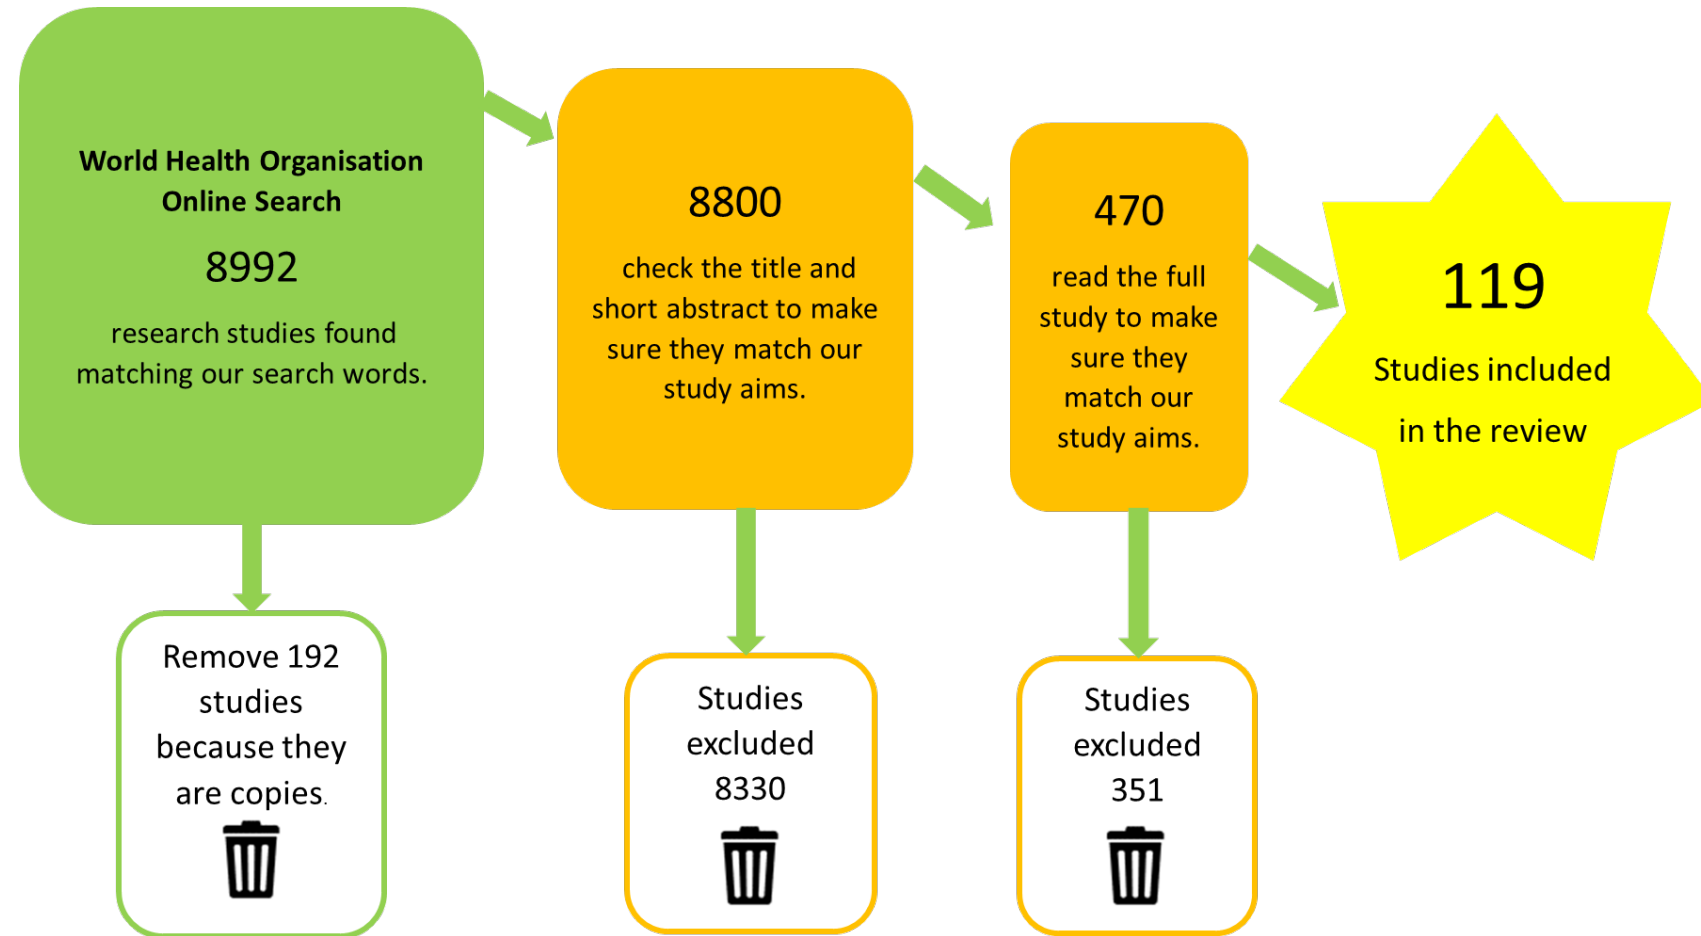 World Health Organisation
Online Search
8992
research studies found
matching our search words.
8800
check the title and
short abstract to make
sure they match our
study aims.
470
read the full
study to make
sure they
match our
study aims.
119
Studies included
in the review
Remove 192
studies
because they
are copies.
Studies
excluded
8330
Studies
excluded
351